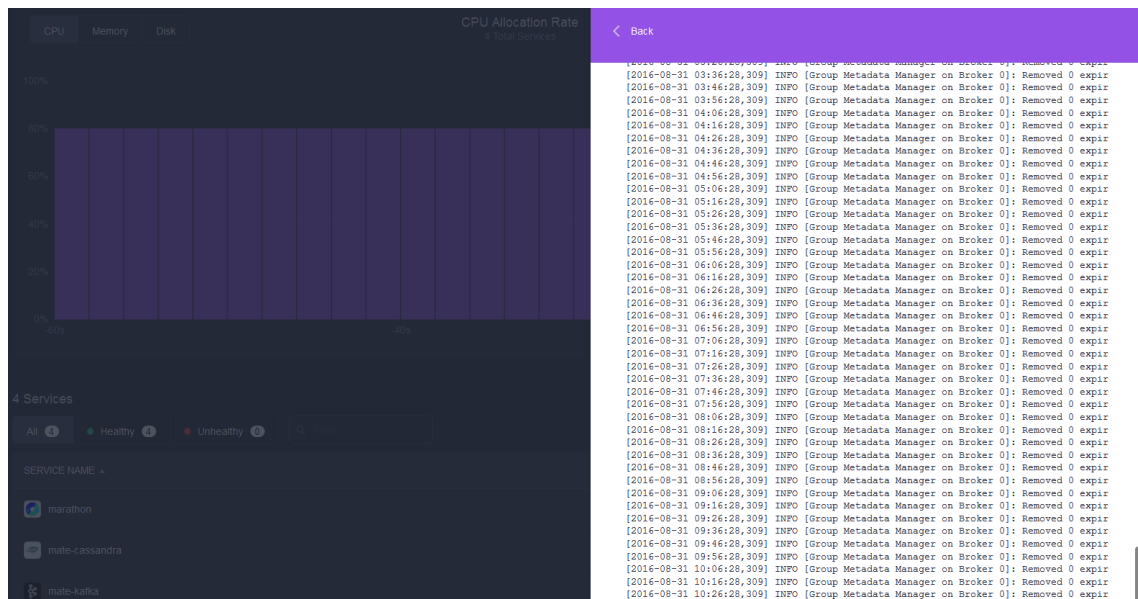 CPU
Memory
Disk
CPU Allocation Rate
4 Total Services
100%
80%
60%
40%
20%
0%
-60s
-40s
4 Services
All 4
Healthy 4
Unhealthy 0
SERVICE NAME
marathon
mate-cassandra
mate-kafka
Back
[2016-08-31 03:26:28,309] INFO [Group Metadata Manager on Broker 0]: Removed 0 expir
[2016-08-31 03:36:28,309] INFO [Group Metadata Manager on Broker 0]: Removed 0 expir
[2016-08-31 03:46:28,309] INFO [Group Metadata Manager on Broker 0]: Removed 0 expir
[2016-08-31 03:56:28,309] INFO [Group Metadata Manager on Broker 0]: Removed 0 expir
[2016-08-31 04:06:28,309] INFO [Group Metadata Manager on Broker 0]: Removed 0 expir
[2016-08-31 04:16:28,309] INFO [Group Metadata Manager on Broker 0]: Removed 0 expir
[2016-08-31 04:26:28,309] INFO [Group Metadata Manager on Broker 0]: Removed 0 expir
[2016-08-31 04:36:28,309] INFO [Group Metadata Manager on Broker 0]: Removed 0 expir
[2016-08-31 04:46:28,309] INFO [Group Metadata Manager on Broker 0]: Removed 0 expir
[2016-08-31 04:56:28,309] INFO [Group Metadata Manager on Broker 0]: Removed 0 expir
[2016-08-31 05:06:28,309] INFO [Group Metadata Manager on Broker 0]: Removed 0 expir
[2016-08-31 05:16:28,309] INFO [Group Metadata Manager on Broker 0]: Removed 0 expir
[2016-08-31 05:26:28,309] INFO [Group Metadata Manager on Broker 0]: Removed 0 expir
[2016-08-31 05:36:28,309] INFO [Group Metadata Manager on Broker 0]: Removed 0 expir
[2016-08-31 05:46:28,309] INFO [Group Metadata Manager on Broker 0]: Removed 0 expir
[2016-08-31 05:56:28,309] INFO [Group Metadata Manager on Broker 0]: Removed 0 expir
[2016-08-31 06:06:28,309] INFO [Group Metadata Manager on Broker 0]: Removed 0 expir
[2016-08-31 06:16:28,309] INFO [Group Metadata Manager on Broker 0]: Removed 0 expir
[2016-08-31 06:26:28,309] INFO [Group Metadata Manager on Broker 0]: Removed 0 expir
[2016-08-31 06:36:28,309] INFO [Group Metadata Manager on Broker 0]: Removed 0 expir
[2016-08-31 06:46:28,309] INFO [Group Metadata Manager on Broker 0]: Removed 0 expir
[2016-08-31 06:56:28,309] INFO [Group Metadata Manager on Broker 0]: Removed 0 expir
[2016-08-31 07:06:28,309] INFO [Group Metadata Manager on Broker 0]: Removed 0 expir
[2016-08-31 07:16:28,309] INFO [Group Metadata Manager on Broker 0]: Removed 0 expir
[2016-08-31 07:26:28,309] INFO [Group Metadata Manager on Broker 0]: Removed 0 expir
[2016-08-31 07:36:28,309] INFO [Group Metadata Manager on Broker 0]: Removed 0 expir
[2016-08-31 07:46:28,309] INFO [Group Metadata Manager on Broker 0]: Removed 0 expir
[2016-08-31 07:56:28,309] INFO [Group Metadata Manager on Broker 0]: Removed 0 expir
[2016-08-31 08:06:28,309] INFO [Group Metadata Manager on Broker 0]: Removed 0 expir
[2016-08-31 08:16:28,309] INFO [Group Metadata Manager on Broker 0]: Removed 0 expir
[2016-08-31 08:26:28,309] INFO [Group Metadata Manager on Broker 0]: Removed 0 expir
[2016-08-31 08:36:28,309] INFO [Group Metadata Manager on Broker 0]: Removed 0 expir
[2016-08-31 08:46:28,309] INFO [Group Metadata Manager on Broker 0]: Removed 0 expir
[2016-08-31 08:56:28,309] INFO [Group Metadata Manager on Broker 0]: Removed 0 expir
[2016-08-31 09:06:28,309] INFO [Group Metadata Manager on Broker 0]: Removed 0 expir
[2016-08-31 09:16:28,309] INFO [Group Metadata Manager on Broker 0]: Removed 0 expir
[2016-08-31 09:26:28,309] INFO [Group Metadata Manager on Broker 0]: Removed 0 expir
[2016-08-31 09:36:28,309] INFO [Group Metadata Manager on Broker 0]: Removed 0 expir
[2016-08-31 09:46:28,309] INFO [Group Metadata Manager on Broker 0]: Removed 0 expir
[2016-08-31 09:56:28,309] INFO [Group Metadata Manager on Broker 0]: Removed 0 expir
[2016-08-31 10:06:28,309] INFO [Group Metadata Manager on Broker 0]: Removed 0 expir
[2016-08-31 10:16:28,309] INFO [Group Metadata Manager on Broker 0]: Removed 0 expir
[2016-08-31 10:26:28,309] INFO [Group Metadata Manager on Broker 0]: Removed 0 expir